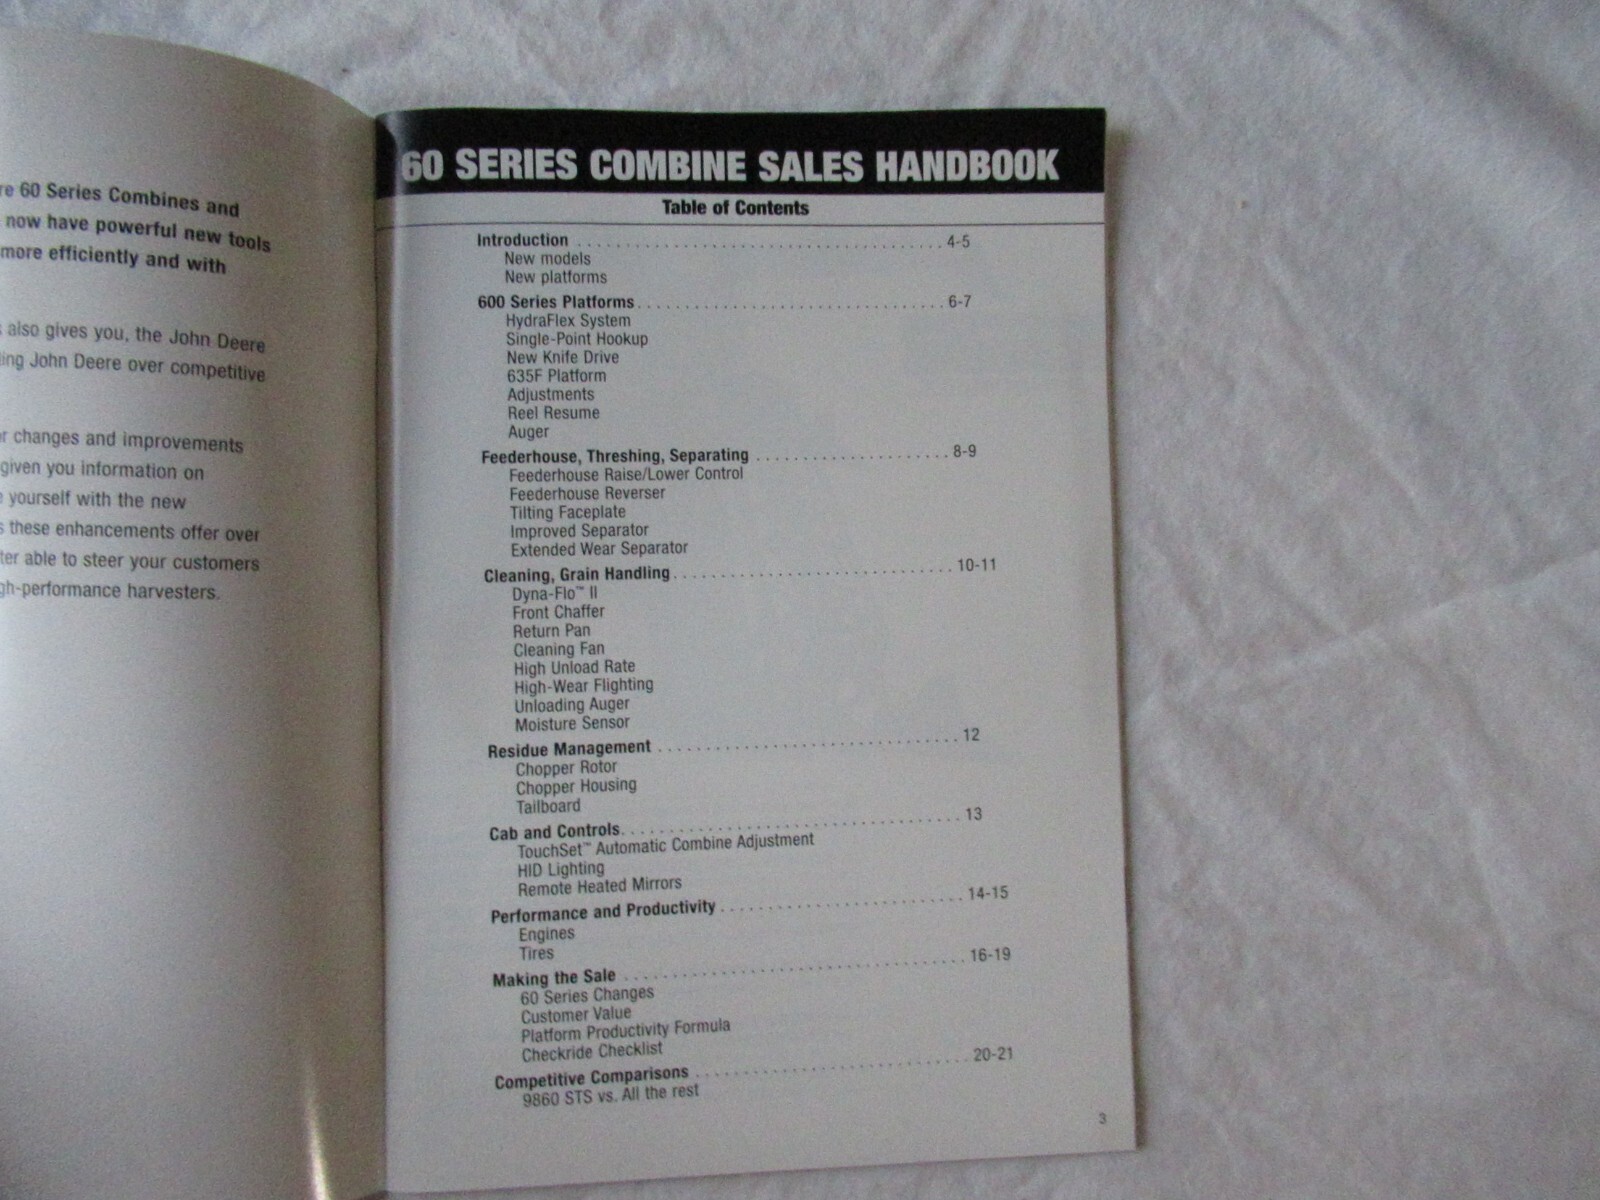 re 60 Series Combines and
now have powerful new tools
more efficiently and with
also gives you, the John Deere
ing John Deere over competitive
r changes and improvements
given you information on
yourself with the new
s these enhancements offer over
ter able to steer your customers
gh-performance harvesters.
60 SERIES COMBINE SALES HANDBOOK
Table of Contents
Introduction . . . . . . . . . . . . . . . . . . . . . . . . . . . . . . . . . . . . . . 4-5
New models
New platforms
600 Series Platforms . . . . . . . . . . . . . . . . . . . . . . . . . . . . . . . . 6-7
HydraFlex System
Single-Point Hookup
New Knife Drive
635F Platform
Adjustments
Reel Resume
Auger
Feederhouse, Threshing, Separating . . . . . . . . . . . . . . . . . . . . . 8-9
Feederhouse Raise/Lower Control
Feederhouse Reverser
Tilting Faceplate
Improved Separator
Extended Wear Separator
Cleaning, Grain Handling . . . . . . . . . . . . . . . . . . . . . . . . . . . . . 10-11
Dyna-Flo™ II
Front Chaffer
Return Pan
Cleaning Fan
High Unload Rate
High-Wear Flighting
Unloading Auger
Moisture Sensor
Residue Management . . . . . . . . . . . . . . . . . . . . . . . . . . . . . . . 12
Chopper Rotor
Chopper Housing
Tailboard
Cab and Controls . . . . . . . . . . . . . . . . . . . . . . . . . . . . . . . . . . . 13
TouchSet™ Automatic Combine Adjustment
HID Lighting
Remote Heated Mirrors
Performance and Productivity . . . . . . . . . . . . . . . . . . . . . . . . . 14-15
Engines
Tires
Making the Sale . . . . . . . . . . . . . . . . . . . . . . . . . . . . . . . . . . . 16-19
60 Series Changes
Customer Value
Platform Productivity Formula
Checkride Checklist
Competitive Comparisons . . . . . . . . . . . . . . . . . . . . . . . . . . . . 20-21
9860 STS vs. All the rest
3